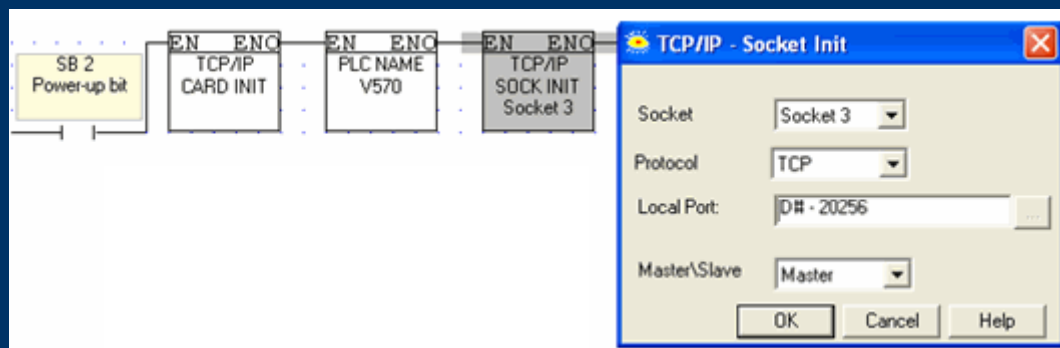 SB 2
Power-up bit
EN ENO
TCP/IP
CARD INIT
EN ENO
PLC NAME
V570
EN ENO
TCP/IP
SOCK INIT
Socket 3
TCP/IP - Socket Init
Socket Socket 3
Protocol TCP
Local Port: D# - 20256
...
Master\Slave Master
OK Cancel Help